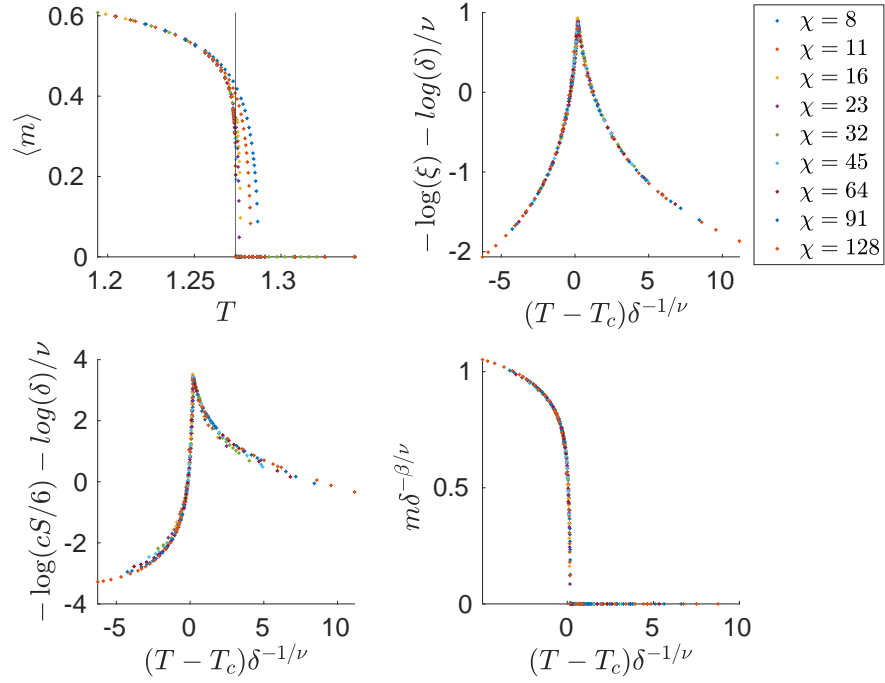 0.6
0.4
0.2
0
⟨m⟩
1.2
1.25
1.3
T
1
0
-1
-2
− log(ξ) − log(δ)/ν
-5
0
5
10
(T − T_c)δ^{−1/ν}
χ = 8
χ = 11
χ = 16
χ = 23
χ = 32
χ = 45
χ = 64
χ = 91
χ = 128
4
2
0
-2
-4
− log(cS/6) − log(δ)/ν
-5
0
5
10
(T − T_c)δ^{−1/ν}
1
0.5
0
mδ^{−β/ν}
0
5
10
(T − T_c)δ^{−1/ν}